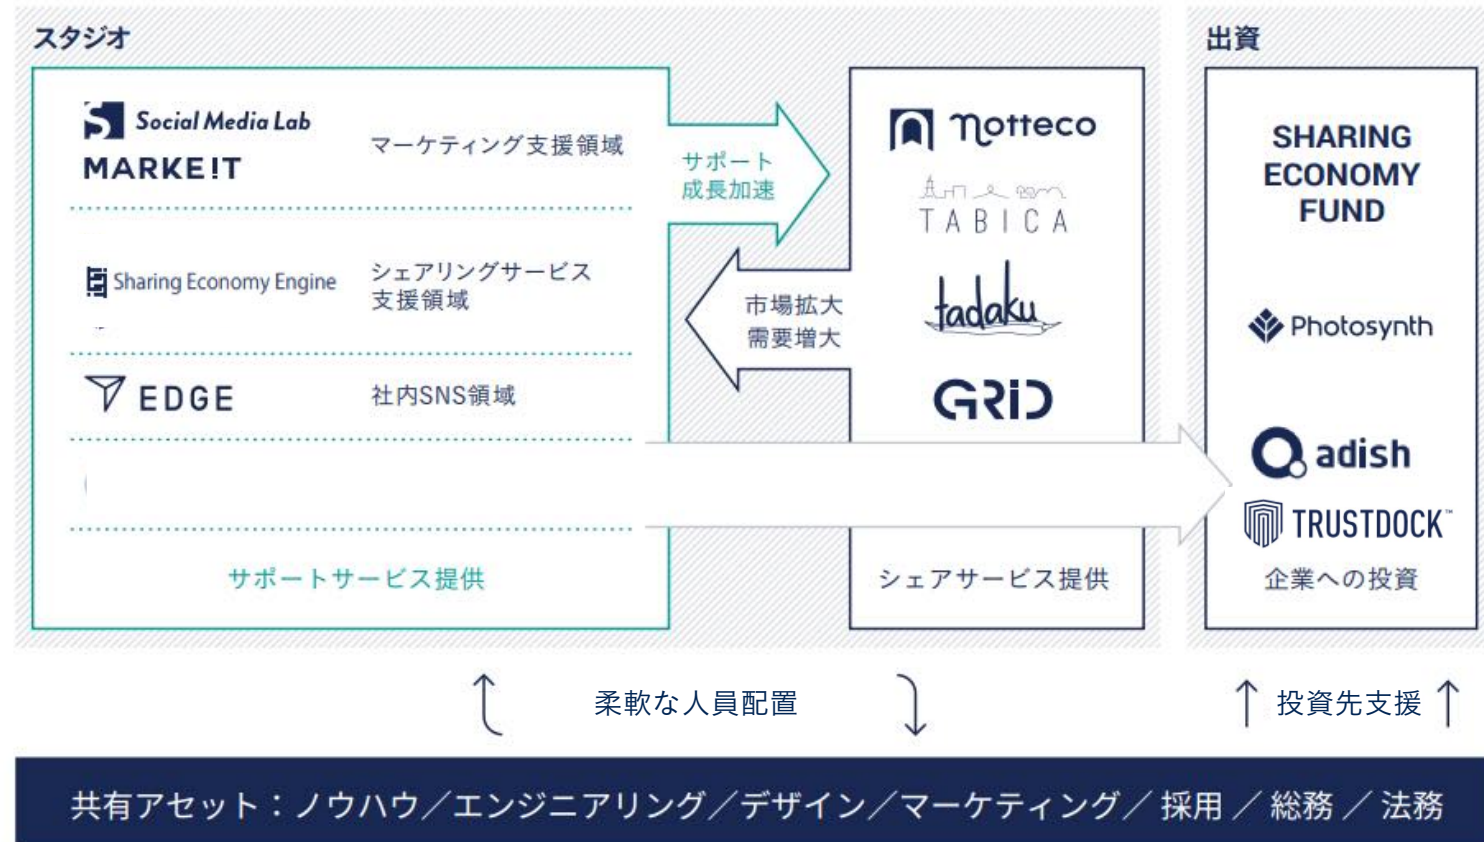 スタジオ
Social Media Lab
MARKE!T
マーケティング支援領域
Sharing Economy Engine
シェアリングサービス
支援領域
EDGE
社内SNS領域
サポートサービス提供
サポート
成長加速
市場拡大
需要増大
notteco
TABICA
tadaku
GRiD
シェアサービス提供
出資
SHARING
ECONOMY
FUND
Photosynth
adish
TRUSTDOCK™
企業への投資
柔軟な人員配置
投資先支援
共有アセット：ノウハウ／エンジニアリング／デザイン／マーケティング／採用／総務／法務